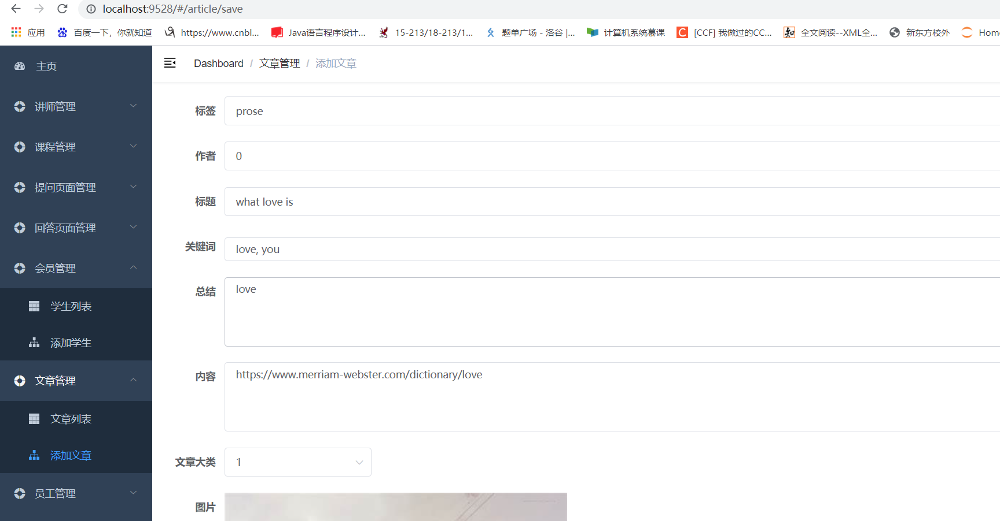 localhost:9528/#/article/save
应用 百度一下，你就知道 https://www.cnbl... Java语言程序设计... 15-213/18-213/1... 题单广场 - 洛谷 |... 计算机系统慕课 [CCF] 我做过的CC... 全文阅读--XML全... 新东方校外 Hom
主页
讲师管理
课程管理
提问页面管理
回答页面管理
会员管理
学生列表
添加学生
文章管理
文章列表
添加文章
员工管理
Dashboard / 文章管理 / 添加文章
标签 prose
作者 0
标题 what love is
关键词 love, you
总结 love
内容 https://www.merriam-webster.com/dictionary/love
文章大类 1
图片